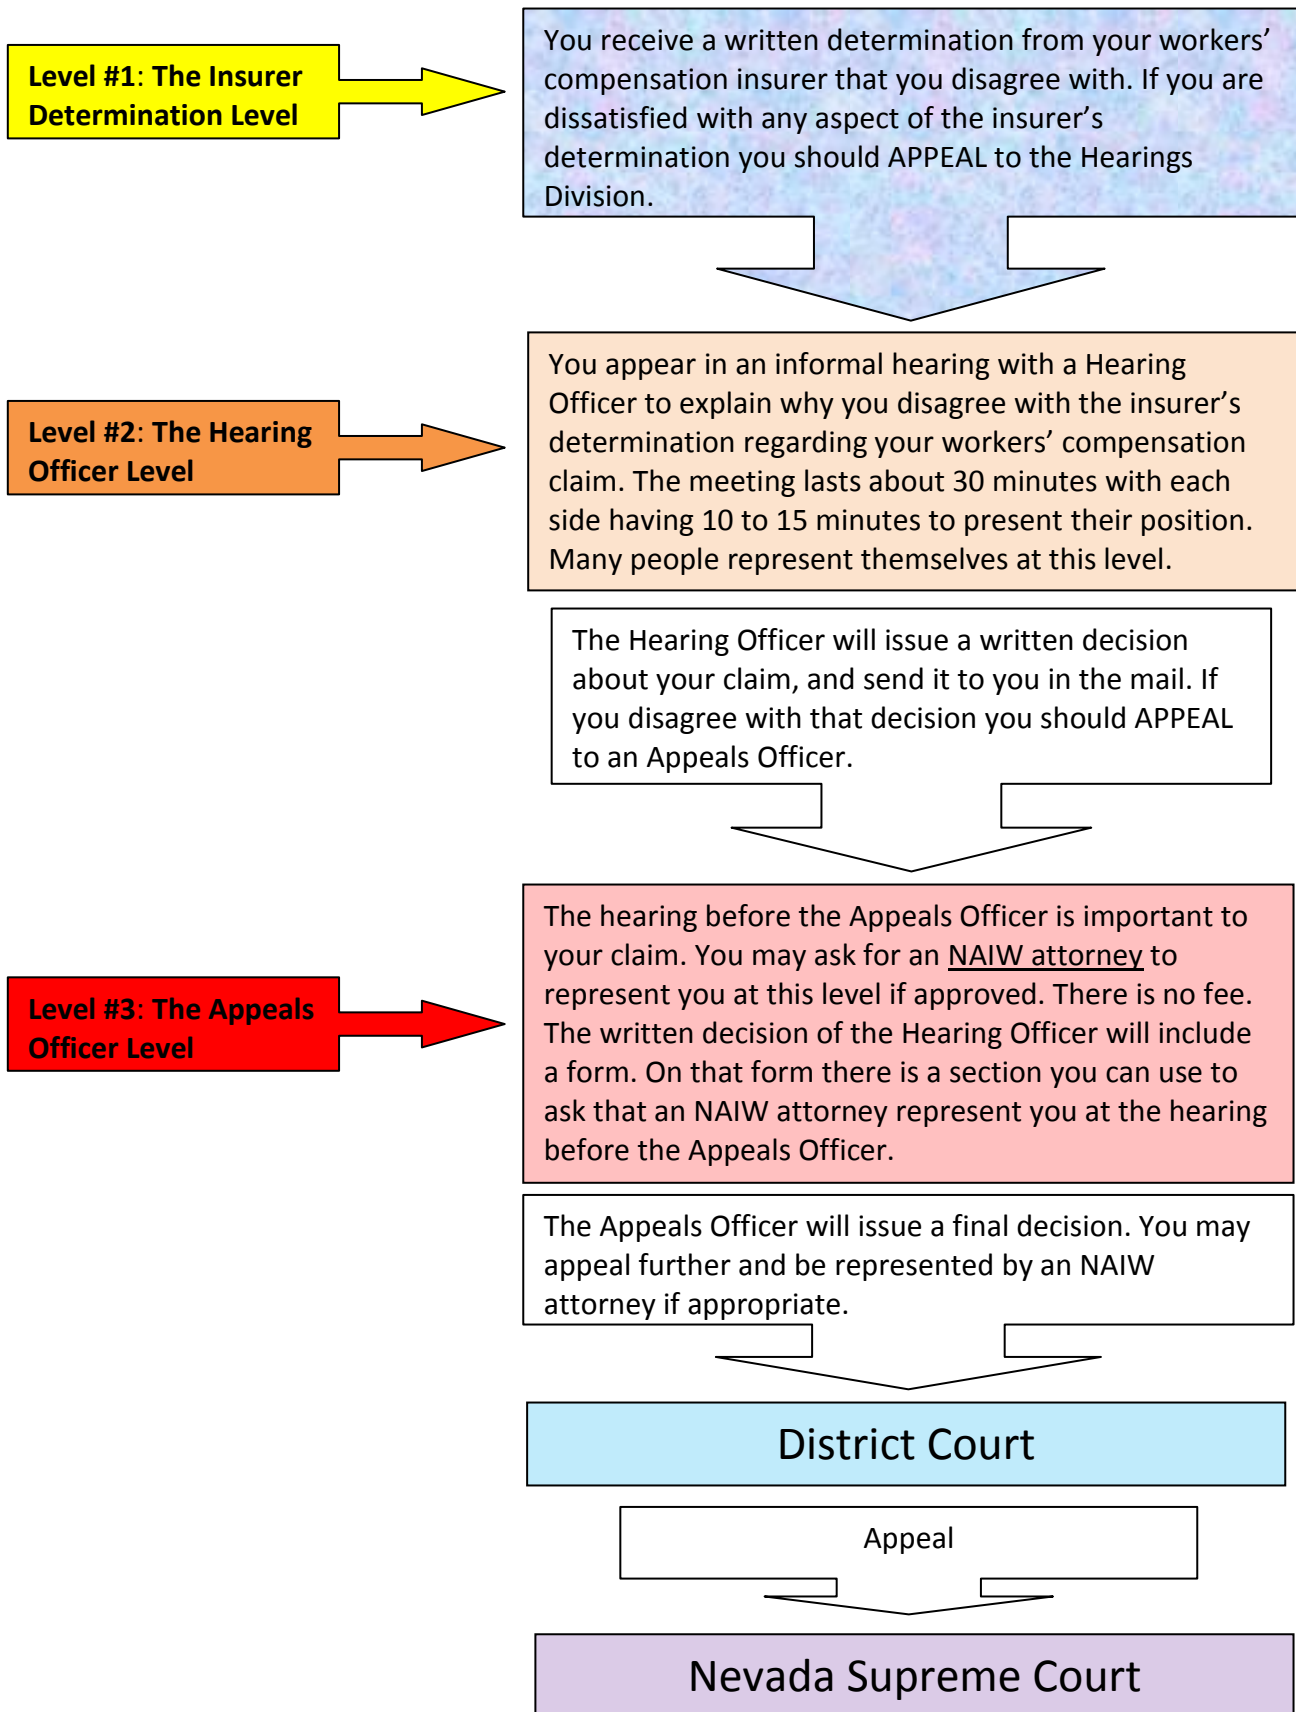 Level #1: The Insurer
Determination Level
You receive a written determination from your workers’
compensation insurer that you disagree with. If you are
dissatisfied with any aspect of the insurer’s
determination you should APPEAL to the Hearings
Division.
Level #2: The Hearing
Officer Level
You appear in an informal hearing with a Hearing
Officer to explain why you disagree with the insurer’s
determination regarding your workers’ compensation
claim. The meeting lasts about 30 minutes with each
side having 10 to 15 minutes to present their position.
Many people represent themselves at this level.
The Hearing Officer will issue a written decision
about your claim, and send it to you in the mail. If
you disagree with that decision you should APPEAL
to an Appeals Officer.
Level #3: The Appeals
Officer Level
The hearing before the Appeals Officer is important to
your claim. You may ask for an NAIW attorney to
represent you at this level if approved. There is no fee.
The written decision of the Hearing Officer will include
a form. On that form there is a section you can use to
ask that an NAIW attorney represent you at the hearing
before the Appeals Officer.
The Appeals Officer will issue a final decision. You may
appeal further and be represented by an NAIW
attorney if appropriate.
District Court
Appeal
Nevada Supreme Court